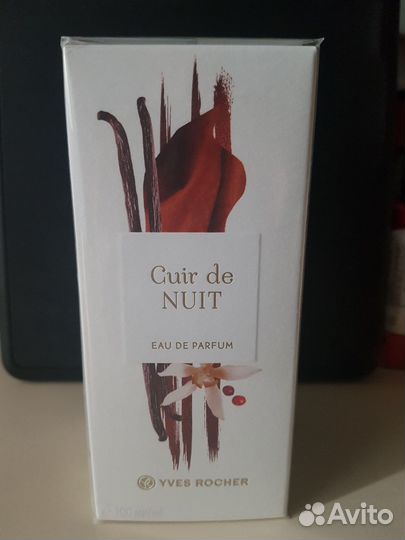 Cuir de
NUIT
EAU DE PARFUM
YVES ROCHER
Avito